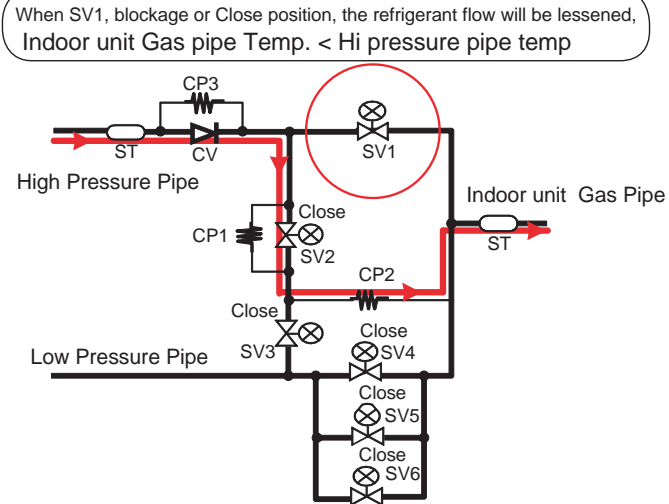 When SV1, blockage or Close position, the refrigerant flow will be lessened,
Indoor unit Gas pipe Temp. < Hi pressure pipe temp
CP3
ST
CV
SV1
High Pressure Pipe
Indoor unit Gas Pipe
Close
CP1
SV2
ST
CP2
Close
SV3
Close
Low Pressure Pipe
SV4
Close
SV5
Close
SV6